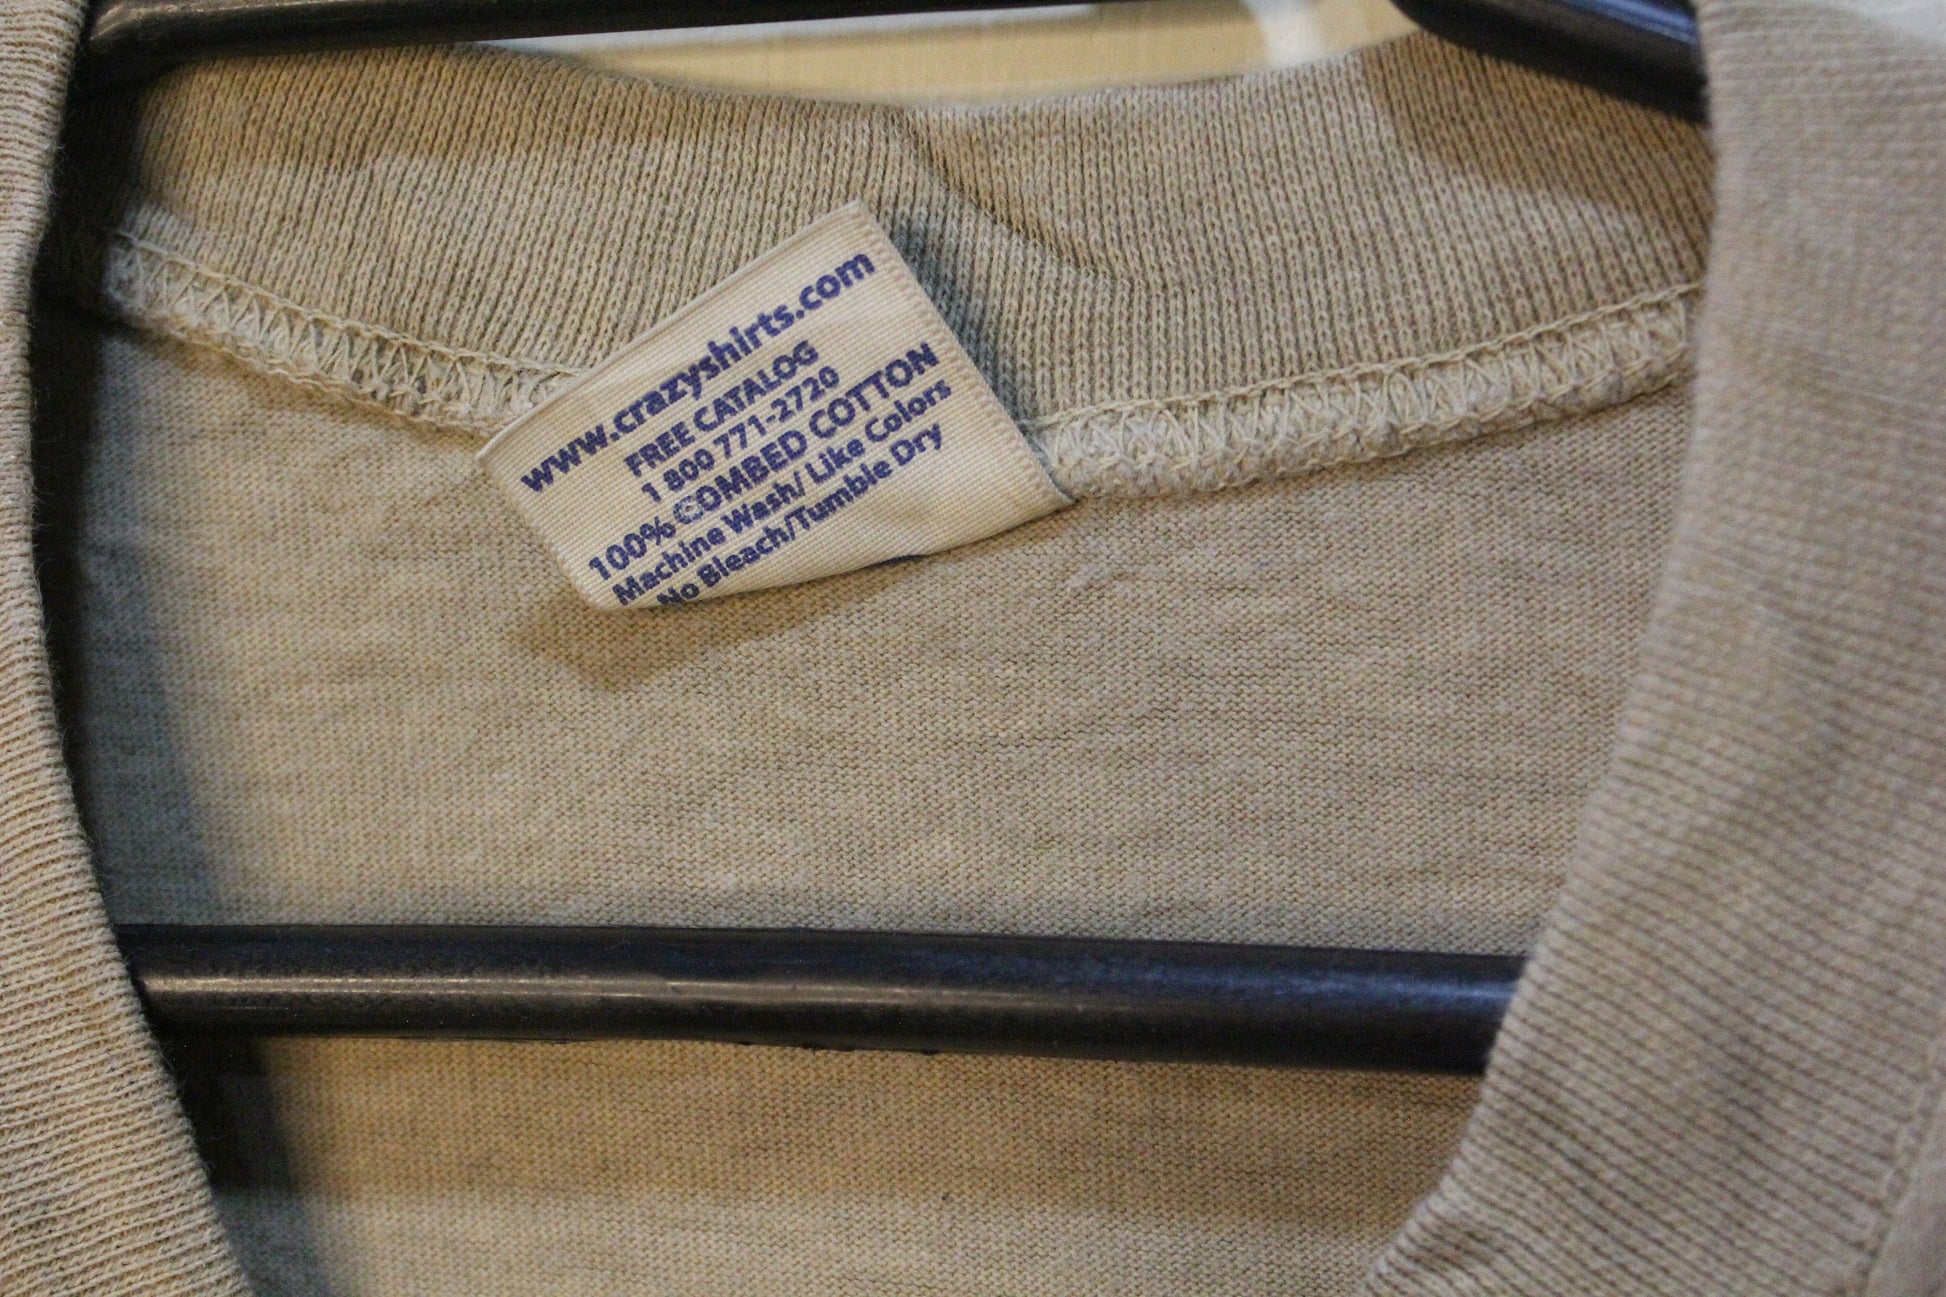 www.crazyshirts.com
FREE CATALOG
1 800 771-2720
100% COMBED COTTON
Machine Wash/ Like Colors
No Bleach/Tumble Dry